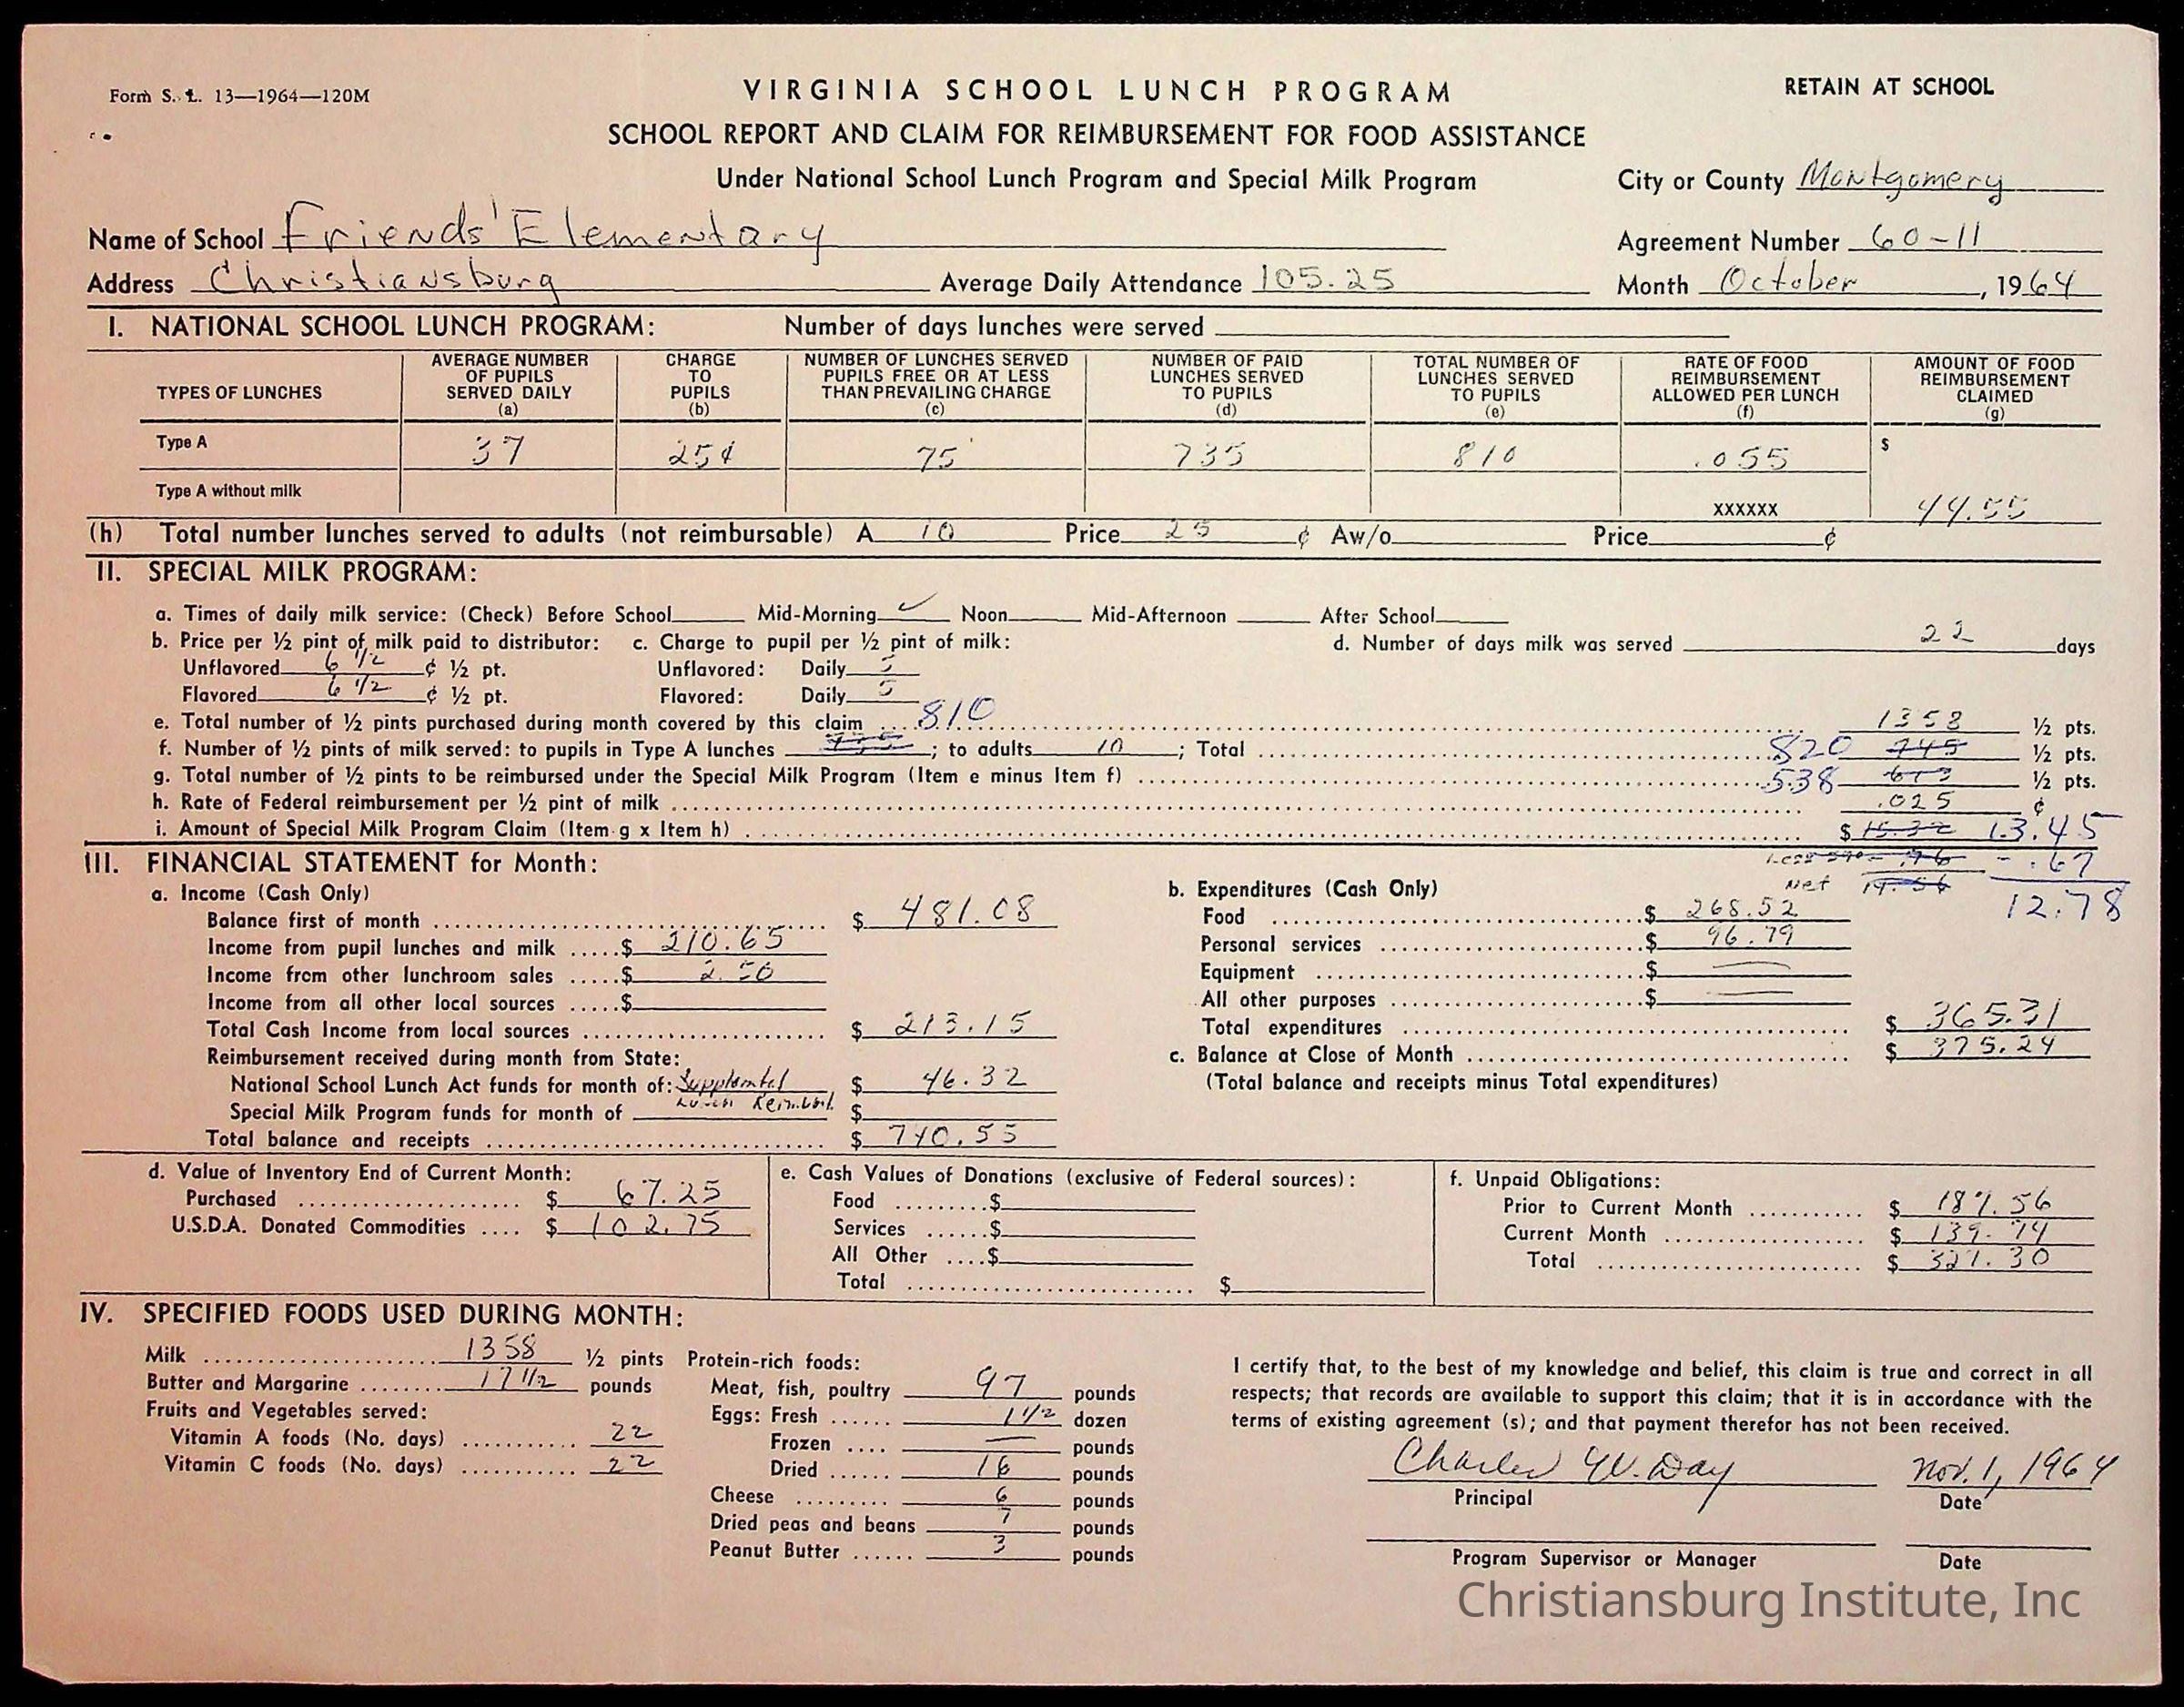 Form S. L. 13—1964—120M
VIRGINIA SCHOOL LUNCH PROGRAM
RETAIN AT SCHOOL
SCHOOL REPORT AND CLAIM FOR REIMBURSEMENT FOR FOOD ASSISTANCE
Under National School Lunch Program and Special Milk Program
City or County Montgomery
Name of School Friends' Elementary
Agreement Number 60-11
Address Christiansburg Average Daily Attendance 105.25 Month October, 1964
I. NATIONAL SCHOOL LUNCH PROGRAM: Number of days lunches were served
TYPES OF LUNCHES
AVERAGE NUMBER OF PUPILS SERVED DAILY (a)
CHARGE TO PUPILS (b)
NUMBER OF LUNCHES SERVED PUPILS FREE OR AT LESS THAN PREVAILING CHARGE (c)
NUMBER OF PAID LUNCHES SERVED TO PUPILS (d)
TOTAL NUMBER OF LUNCHES SERVED TO PUPILS (e)
RATE OF FOOD REIMBURSEMENT ALLOWED PER LUNCH (f)
AMOUNT OF FOOD REIMBURSEMENT CLAIMED (g)
Type A 37 25¢ 75 735 810 .055 $
Type A without milk XXXXXX 44.55
(h) Total number lunches served to adults (not reimbursable) A 10 Price 25 ¢ Aw/o Price ¢
II. SPECIAL MILK PROGRAM:
a. Times of daily milk service: (Check) Before School Mid-Morning ✓ Noon Mid-Afternoon After School
b. Price per ½ pint of milk paid to distributor: c. Charge to pupil per ½ pint of milk: d. Number of days milk was served 22 days
Unflavored 6 1/2 ¢ ½ pt. Unflavored: Daily 5
Flavored 6 1/2 ¢ ½ pt. Flavored: Daily 5
e. Total number of ½ pints purchased during month covered by this claim 1358 ½ pts.
810
f. Number of ½ pints of milk served: to pupils in Type A lunches 735; to adults 10; Total 820 745 ½ pts.
g. Total number of ½ pints to be reimbursed under the Special Milk Program (Item e minus Item f) 538 613 ½ pts.
h. Rate of Federal reimbursement per ½ pint of milk .025 ¢
i. Amount of Special Milk Program Claim (Item g x Item h) $ 15.32 13.45
Less 5% - .76 - .67
Net 14.56 12.78
III. FINANCIAL STATEMENT for Month:
a. Income (Cash Only)
Balance first of month $ 481.08
Income from pupil lunches and milk $ 210.65
Income from other lunchroom sales $ 2.50
Income from all other local sources $
Total Cash Income from local sources $ 213.15
Reimbursement received during month from State:
National School Lunch Act funds for month of: Supplemtal $ 46.32
Lunch Reimburs.
Special Milk Program funds for month of $
Total balance and receipts $ 740.55
b. Expenditures (Cash Only)
Food $ 268.52
Personal services $ 96.79
Equipment $ —
All other purposes $ —
Total expenditures $ 365.31
c. Balance at Close of Month $ 375.24
(Total balance and receipts minus Total expenditures)
d. Value of Inventory End of Current Month:
Purchased $ 67.25
U.S.D.A. Donated Commodities $ 102.75
e. Cash Values of Donations (exclusive of Federal sources):
Food $
Services $
All Other $
Total $
f. Unpaid Obligations:
Prior to Current Month $ 187.56
Current Month $ 139.74
Total $ 327.30
IV. SPECIFIED FOODS USED DURING MONTH:
Milk 1358 ½ pints
Butter and Margarine 17 1/2 pounds
Fruits and Vegetables served:
Vitamin A foods (No. days) 22
Vitamin C foods (No. days) 22
Protein-rich foods:
Meat, fish, poultry 97 pounds
Eggs: Fresh 1 1/2 dozen
Frozen — pounds
Dried 16 pounds
Cheese 6 pounds
Dried peas and beans 7 pounds
Peanut Butter 3 pounds
I certify that, to the best of my knowledge and belief, this claim is true and correct in all
respects; that records are available to support this claim; that it is in accordance with the
terms of existing agreement (s); and that payment therefor has not been received.
Charles W. Day Nov. 1, 1964
Principal Date
Program Supervisor or Manager Date
Christiansburg Institute, Inc